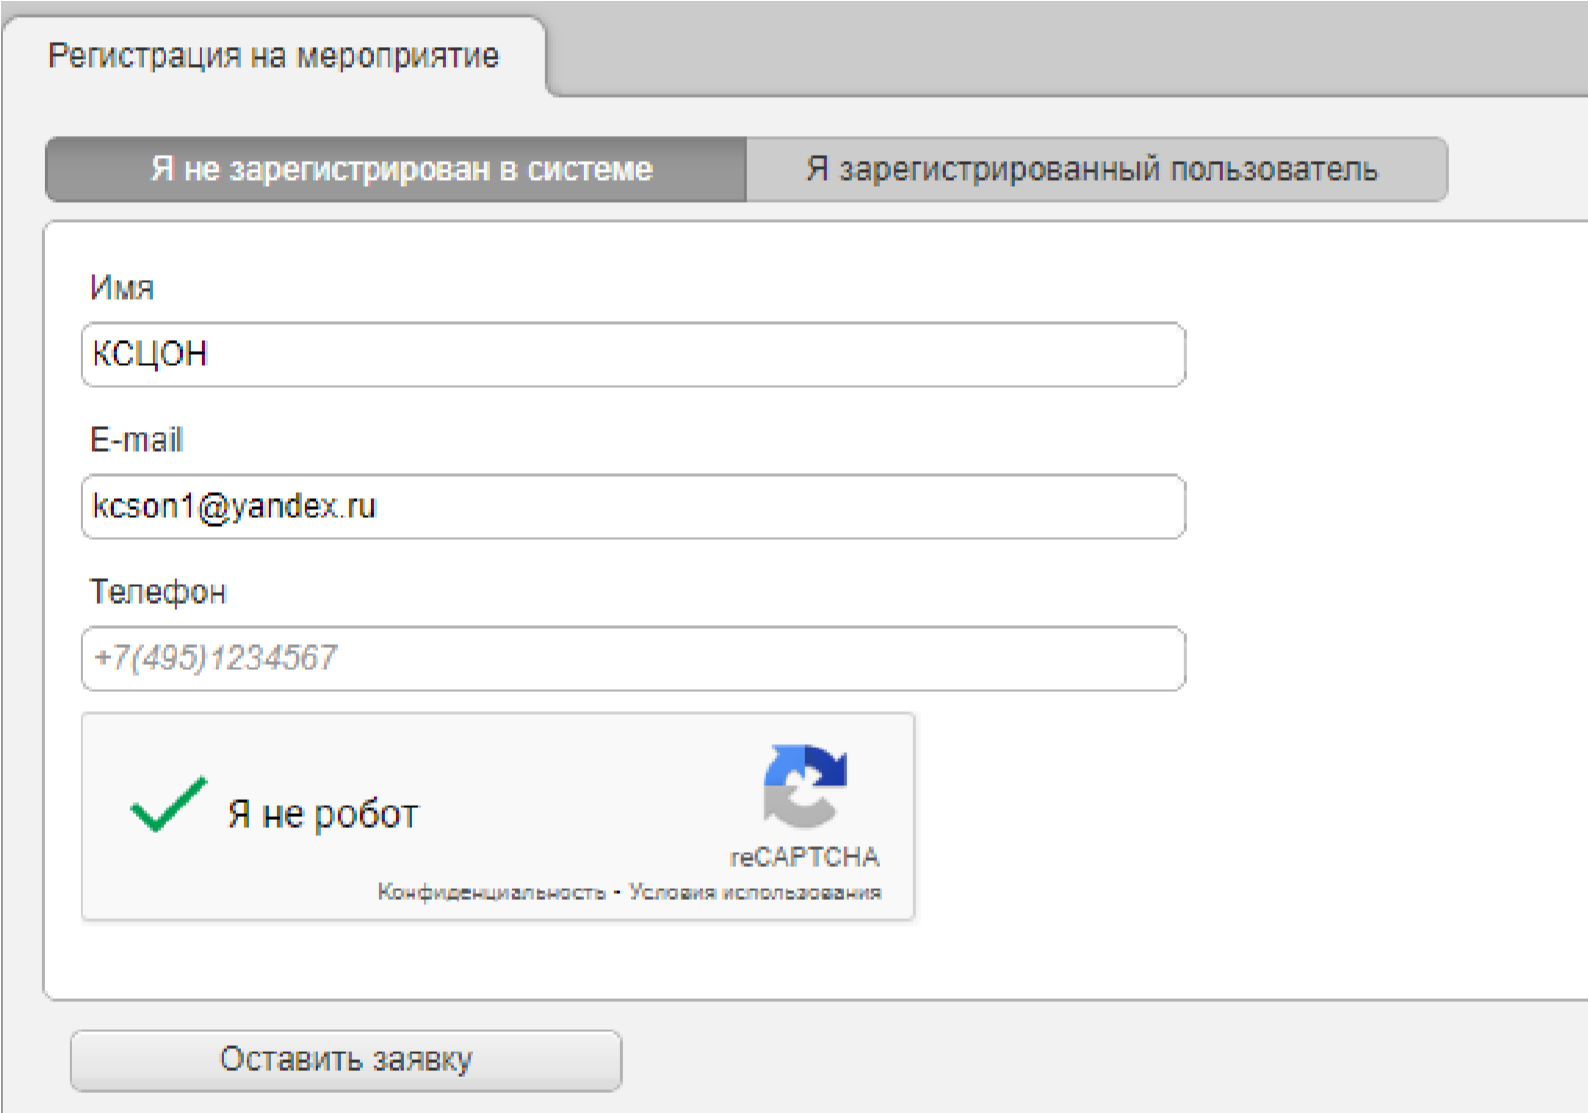 Регистрация на мероприятие
Я не зарегистрирован в системе Я зарегистрированный пользователь
Имя
КСЦОН
E-mail
kcson1@yandex.ru
Телефон
+7(495)1234567
Я не робот
reCAPTCHA
Конфиденциальность - Условия использования
Оставить заявку